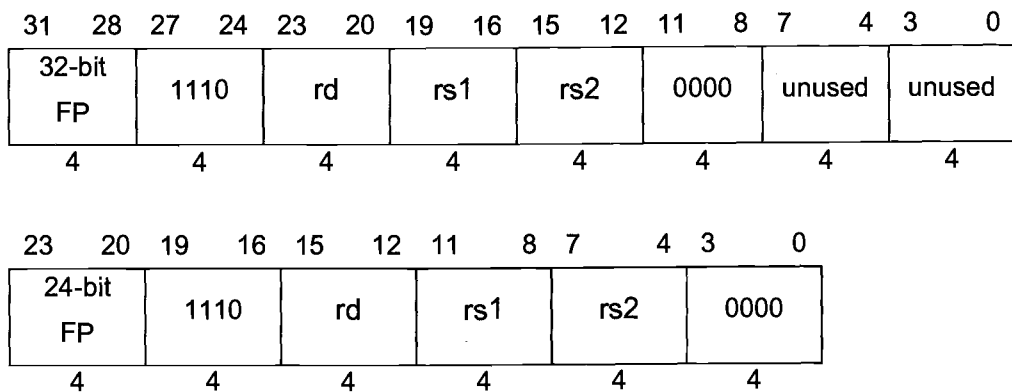 31 28 27 24 23 20 19 16 15 12 11 8 7 4 3 0
32-bit FP 1110 rd rs1 rs2 0000 unused unused
4 4 4 4 4 4 4 4
23 20 19 16 15 12 11 8 7 4 3 0
24-bit FP 1110 rd rs1 rs2 0000
4 4 4 4 4 4